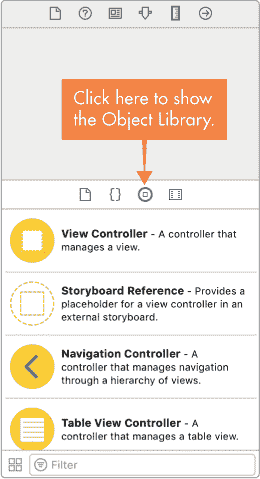 Click here to show
the Object Library.
{}
View Controller - A controller that
manages a view.
Storyboard Reference - Provides a
placeholder for a view controller in an
external storyboard.
Navigation Controller - A
controller that manages navigation
through a hierarchy of views.
Table View Controller - A
controller that manages a table view.
Filter